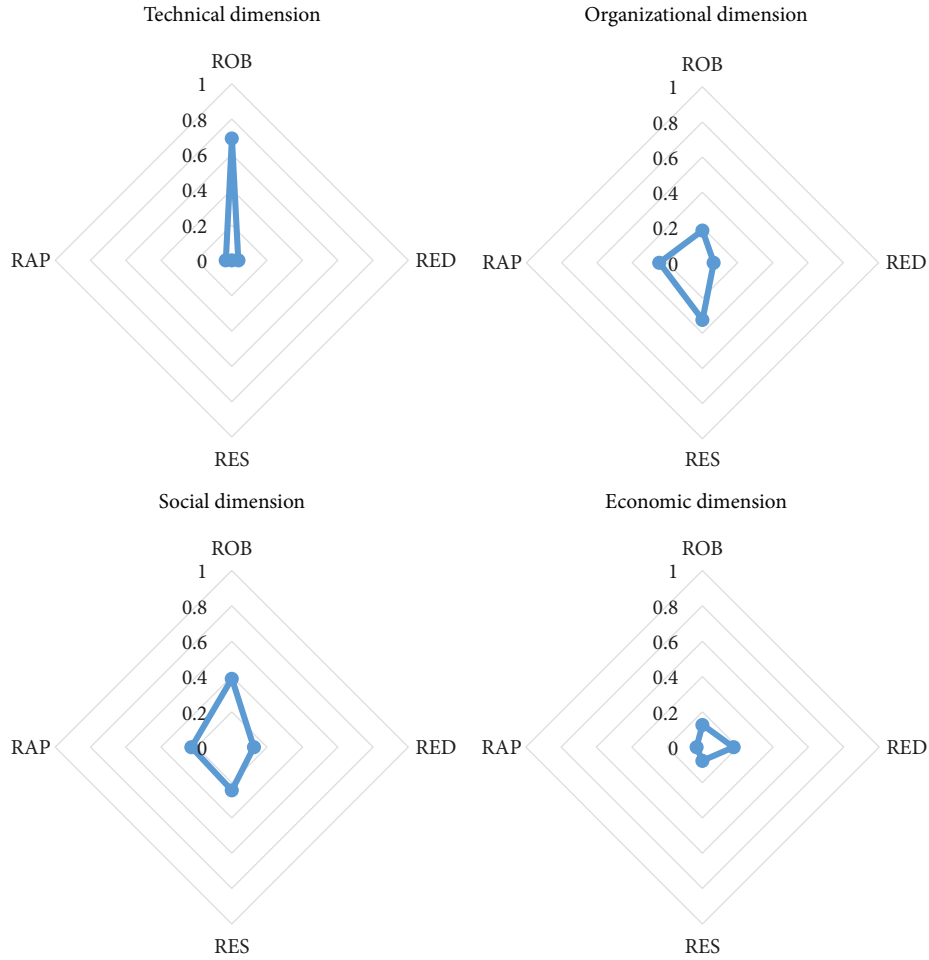 Technical dimension
ROB
1
0.8
0.6
0.4
0.2
0
RAP
RED
RES
Organizational dimension
ROB
1
0.8
0.6
0.4
0.2
0
RAP
RED
RES
Social dimension
ROB
1
0.8
0.6
0.4
0.2
0
RAP
RED
RES
Economic dimension
ROB
1
0.8
0.6
0.4
0.2
0
RAP
RED
RES